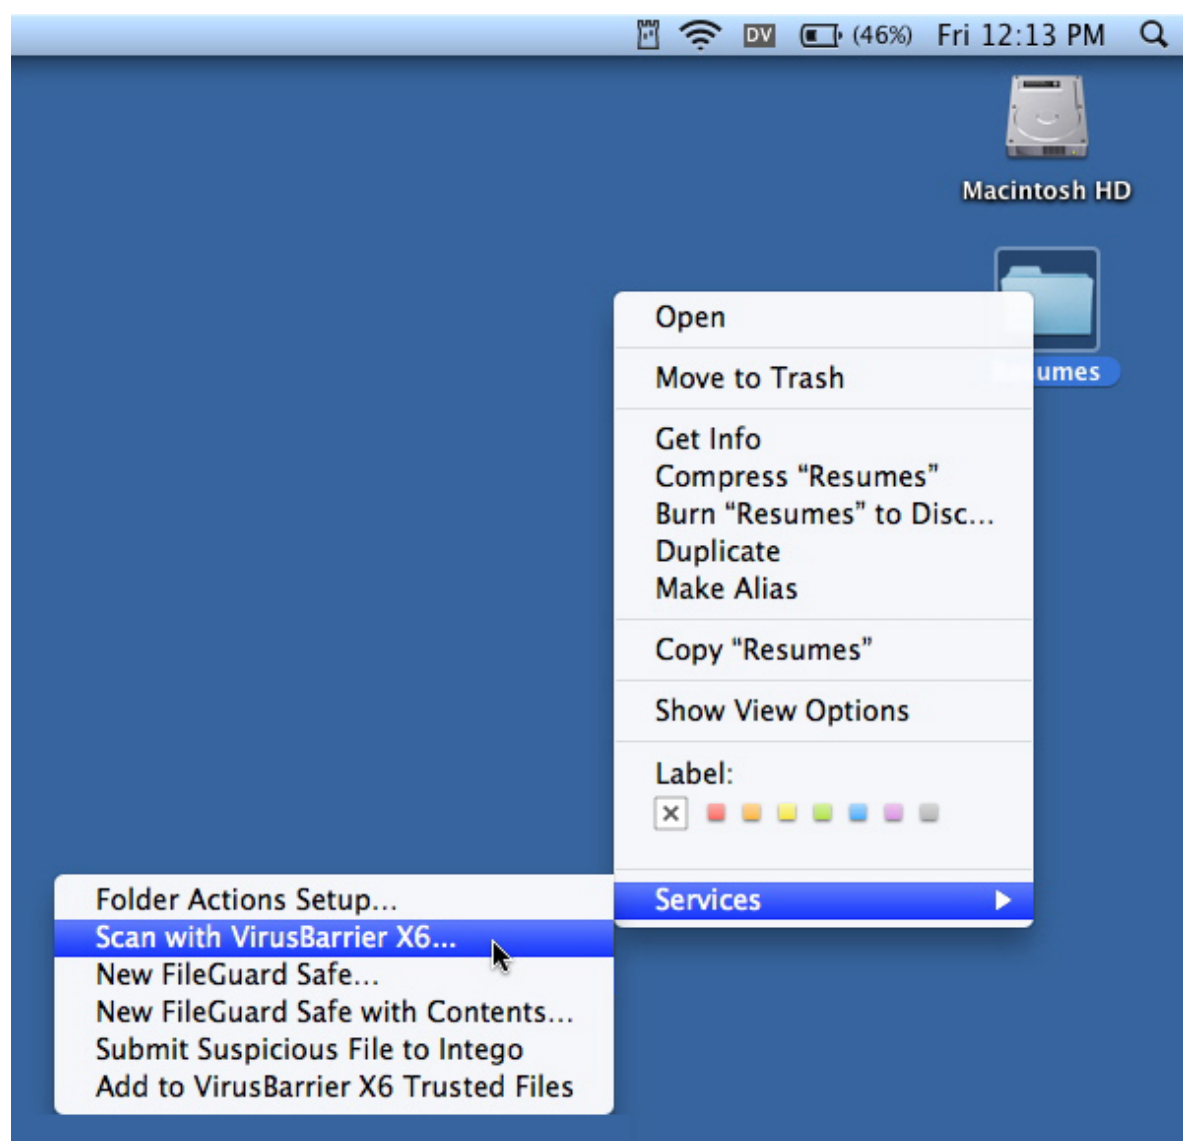 DV (46%) Fri 12:13 PM
Macintosh HD
umes
Open
Move to Trash
Get Info
Compress “Resumes”
Burn “Resumes” to Disc...
Duplicate
Make Alias
Copy “Resumes”
Show View Options
Label:
Services
Folder Actions Setup...
Scan with VirusBarrier X6...
New FileGuard Safe...
New FileGuard Safe with Contents...
Submit Suspicious File to Intego
Add to VirusBarrier X6 Trusted Files